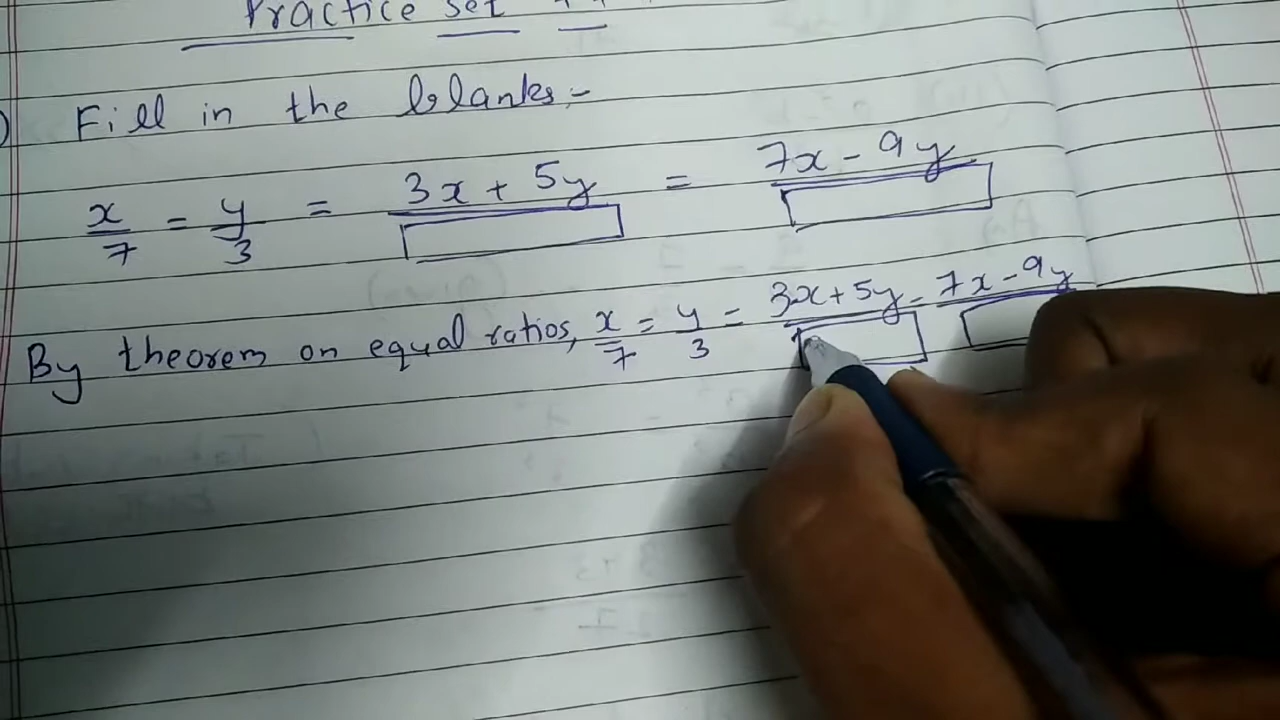 Practice set
Fill in the blanks:-
x/7 = y/3 = 3x + 5y/▭ = 7x - 9y/▭
By theorem on equal ratios, x/7 = y/3 = 3x + 5y/▭ = 7x - 9y/▭